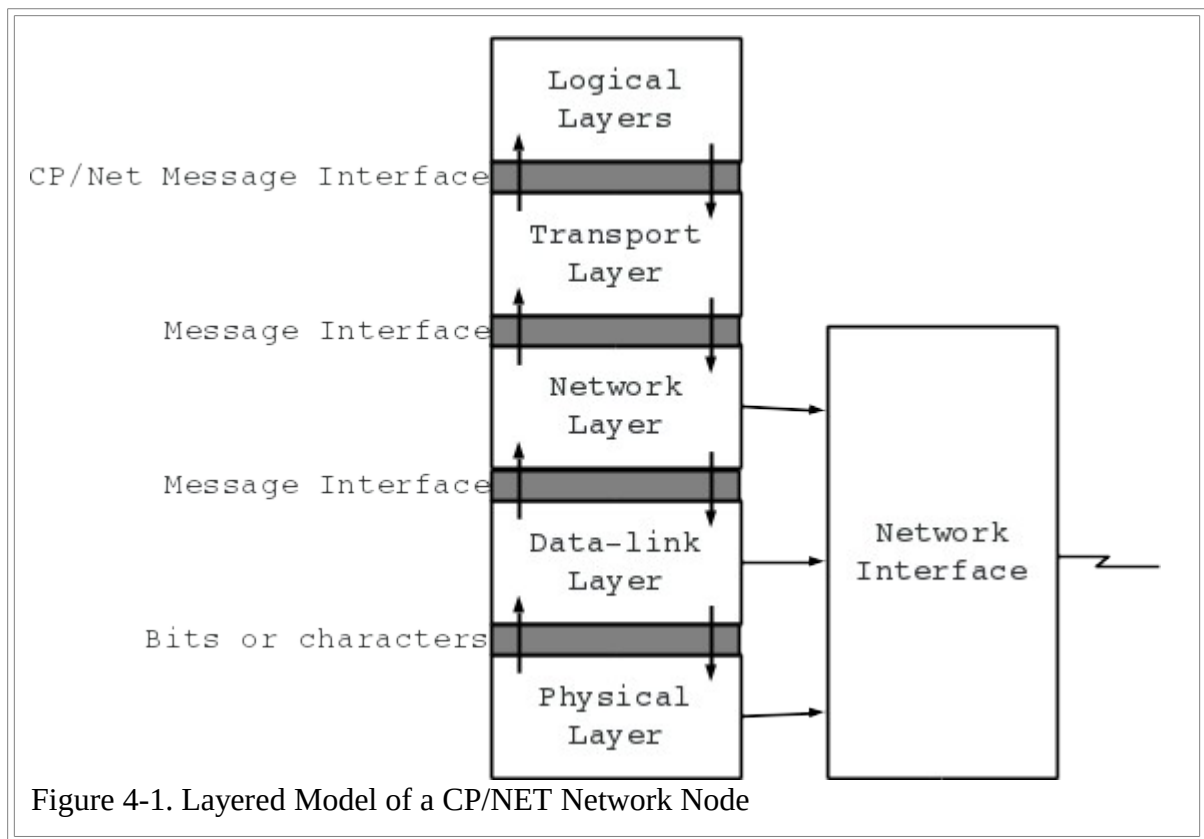 Logical
Layers
CP/Net Message Interface
Transport
Layer
Message Interface
Network
Layer
Message Interface
Data-link
Layer
Network
Interface
Bits or characters
Physical
Layer
Figure 4-1. Layered Model of a CP/NET Network Node